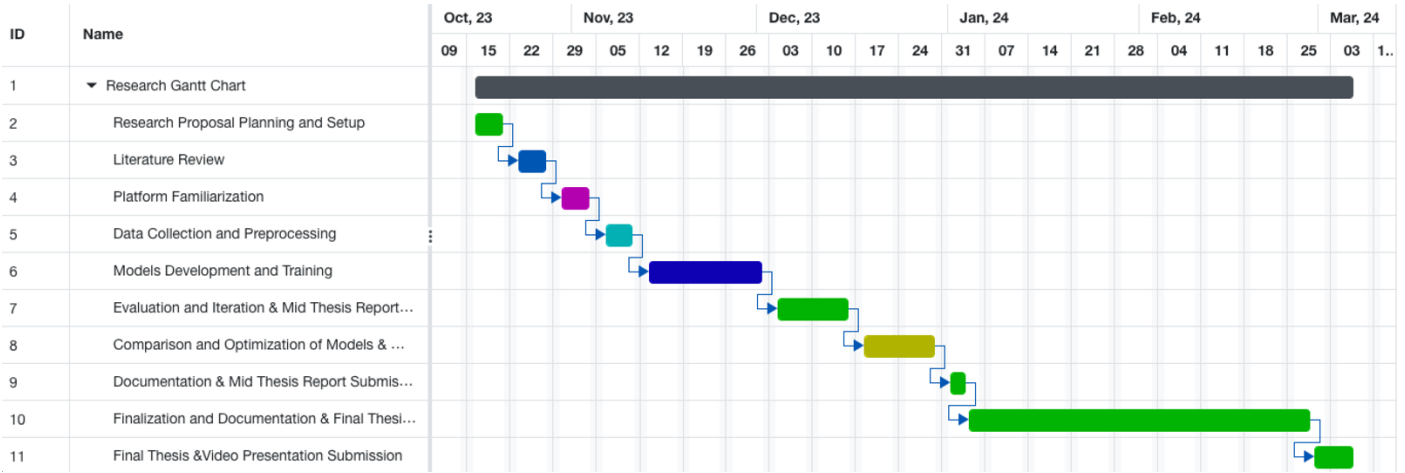 Oct, 23 Nov, 23 Dec, 23 Jan, 24 Feb, 24 Mar, 24
ID Name
09 15 22 29 05 12 19 26 03 10 17 24 31 07 14 21 28 04 11 18 25 03 1..
1 Research Gantt Chart
2 Research Proposal Planning and Setup
3 Literature Review
4 Platform Familiarization
5 Data Collection and Preprocessing
6 Models Development and Training
7 Evaluation and Iteration & Mid Thesis Report...
8 Comparison and Optimization of Models & ...
9 Documentation & Mid Thesis Report Submis...
10 Finalization and Documentation & Final Thesi...
11 Final Thesis &Video Presentation Submission